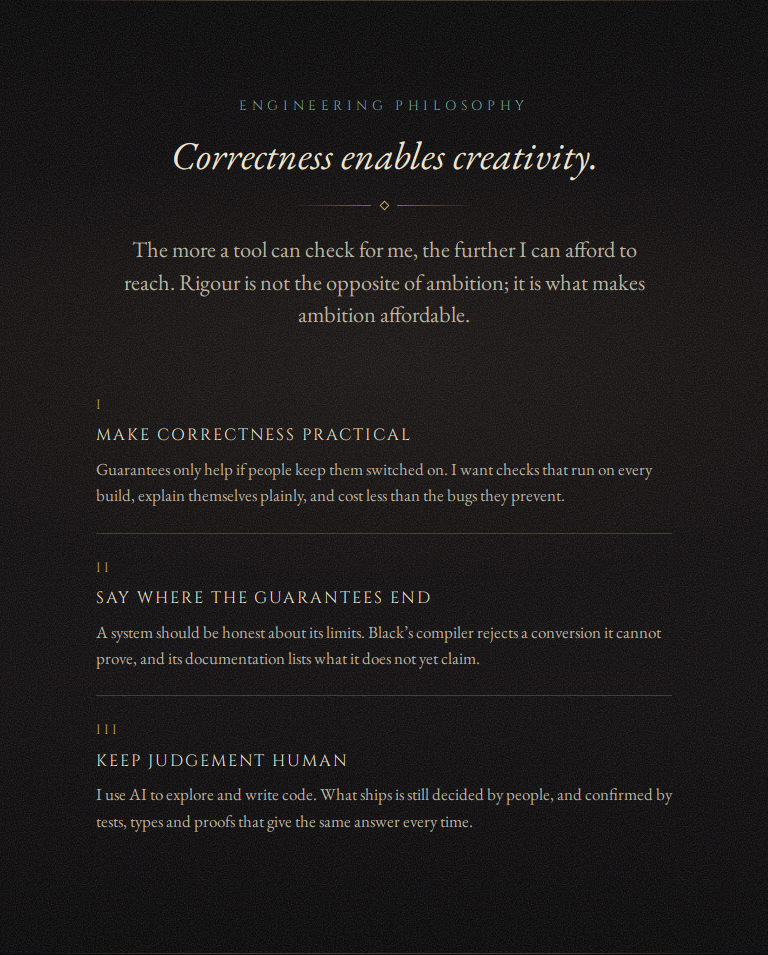 ENGINEERING PHILOSOPHY
Correctness enables creativity.
The more a tool can check for me, the further I can afford to
reach. Rigour is not the opposite of ambition; it is what makes
ambition affordable.
I
MAKE CORRECTNESS PRACTICAL
Guarantees only help if people keep them switched on. I want checks that run on every
build, explain themselves plainly, and cost less than the bugs they prevent.
II
SAY WHERE THE GUARANTEES END
A system should be honest about its limits. Black’s compiler rejects a conversion it cannot
prove, and its documentation lists what it does not yet claim.
III
KEEP JUDGEMENT HUMAN
I use AI to explore and write code. What ships is still decided by people, and confirmed by
tests, types and proofs that give the same answer every time.